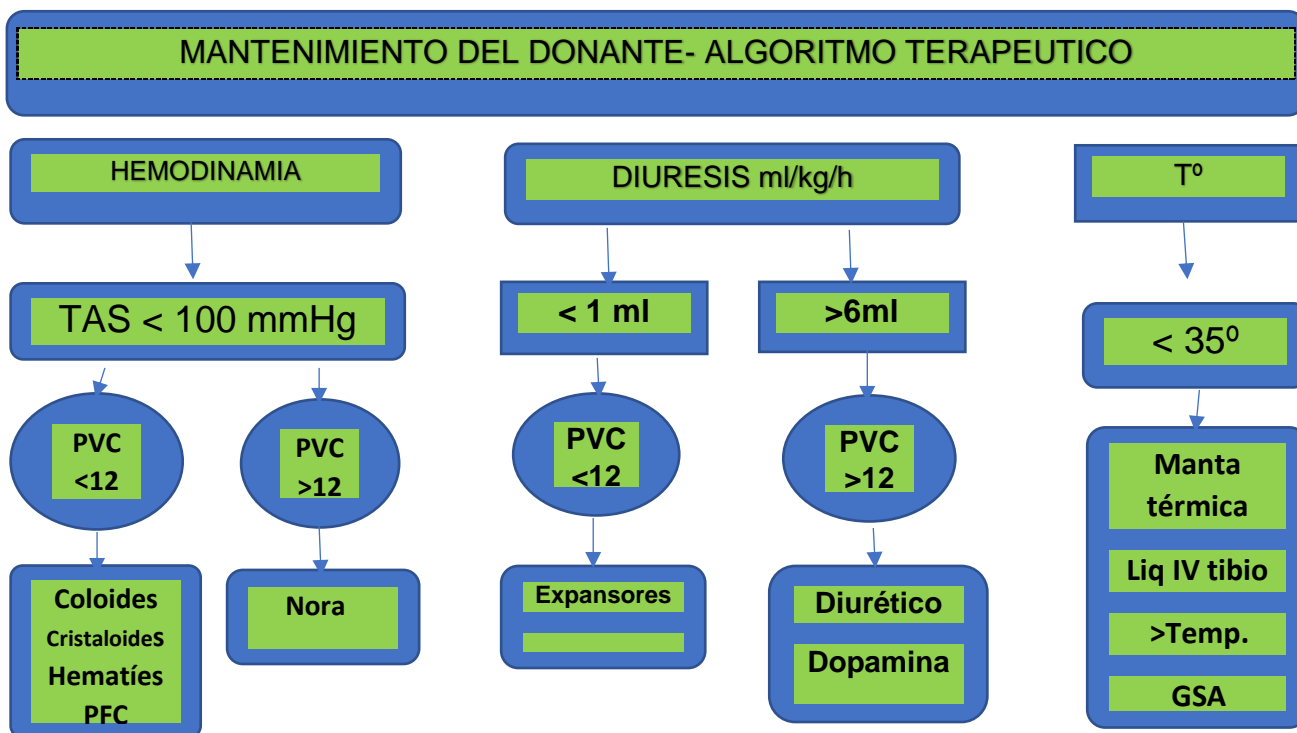 MANTENIMIENTO DEL DONANTE- ALGORITMO TERAPEUTICO
HEMODINAMIA
TAS < 100 mmHg
PVC
<12
Coloides
Cristaloides
Hematíes
PFC
PVC
>12
Nora
DIURESIS ml/kg/h
< 1 ml
PVC
<12
Expansores
>6ml
PVC
>12
Diurético
Dopamina
Tº
< 35º
Manta
térmica
Liq IV tibio
>Temp.
GSA